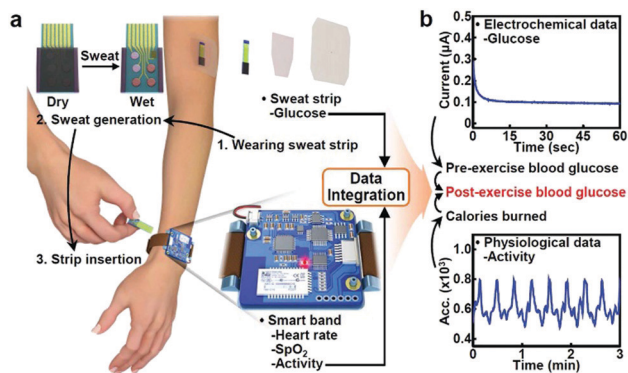 a
Sweat
Dry
Wet
2. Sweat generation
1. Wearing sweat strip
3. Strip insertion
• Sweat strip
-Glucose
Data
Integration
• Smart band
-Heart rate
-SpO₂
-Activity
b
• Electrochemical data
-Glucose
Current (μA)
0.5
0.4
0.3
0.2
0.1
0
0 15 30 45 60
Time (sec)
Pre-exercise blood glucose
Post-exercise blood glucose
Calories burned
• Physiological data
-Activity
Acc. (x10³)
1.0
0.8
0.6
0.4
0 1 2 3
Time (min)